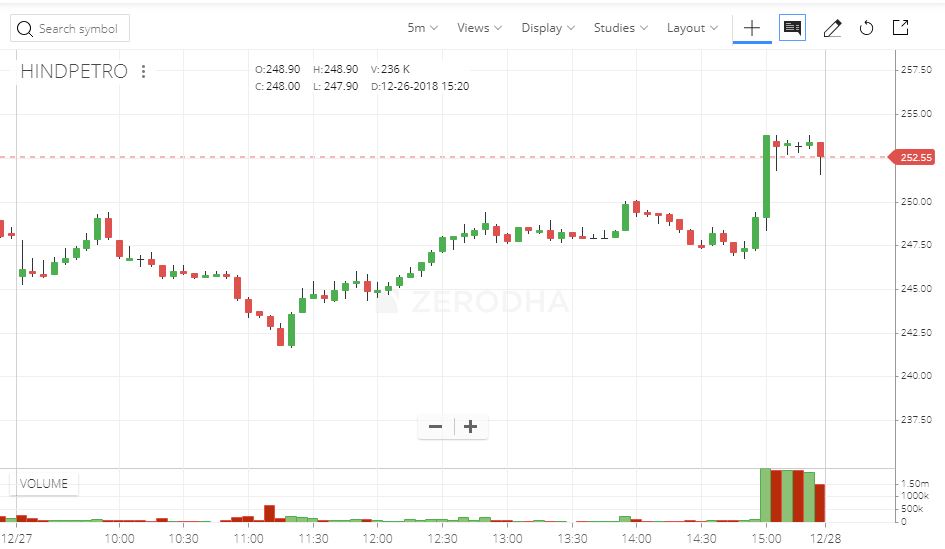 Search symbol 5m Views Display Studies Layout
HINDPETRO
O:248.90 H:248.90 V:236 K
C: 248.00 L: 247.90 D:12-26-2018 15:20
257.50
255.00
252.55
250.00
247.50
245.00
242.50
240.00
237.50
ZERODHA
VOLUME
1.50m
1000k
500k
0
12/27 10:00 10:30 11:00 11:30 12:00 12:30 13:00 13:30 14:00 14:30 15:00 12/28